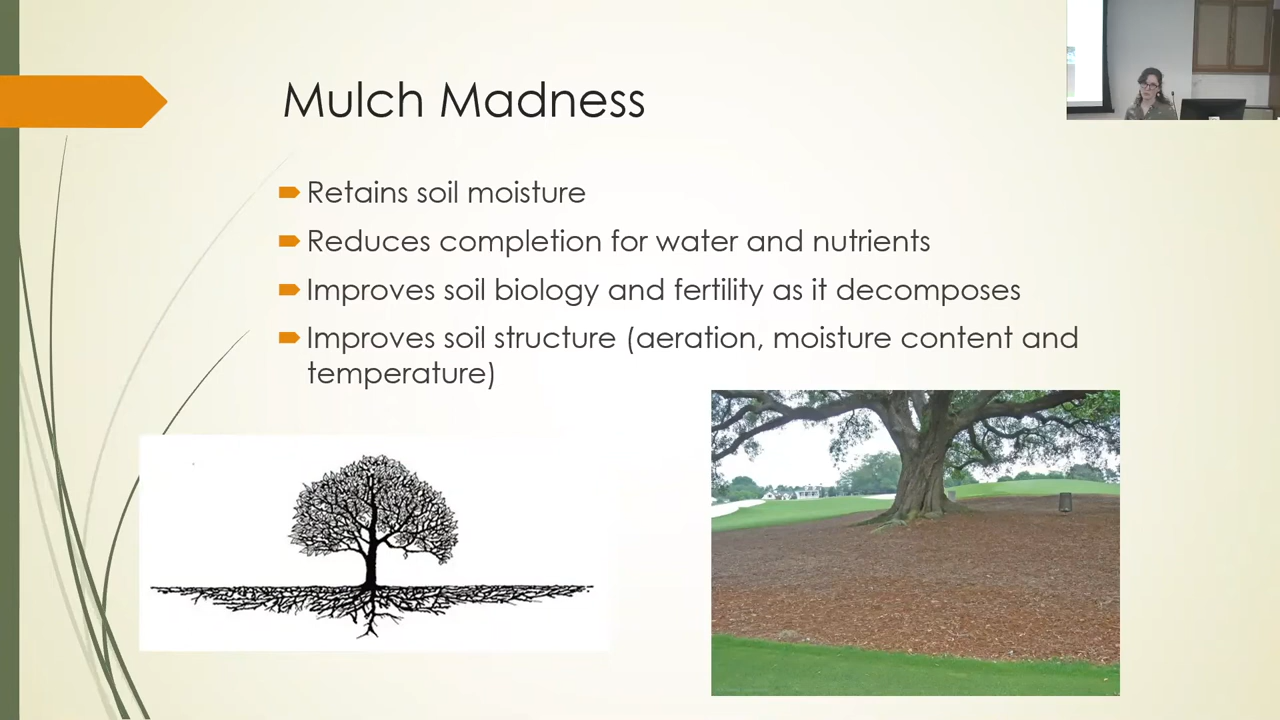 Mulch Madness
Retains soil moisture
Reduces completion for water and nutrients
Improves soil biology and fertility as it decomposes
Improves soil structure (aeration, moisture content and
temperature)